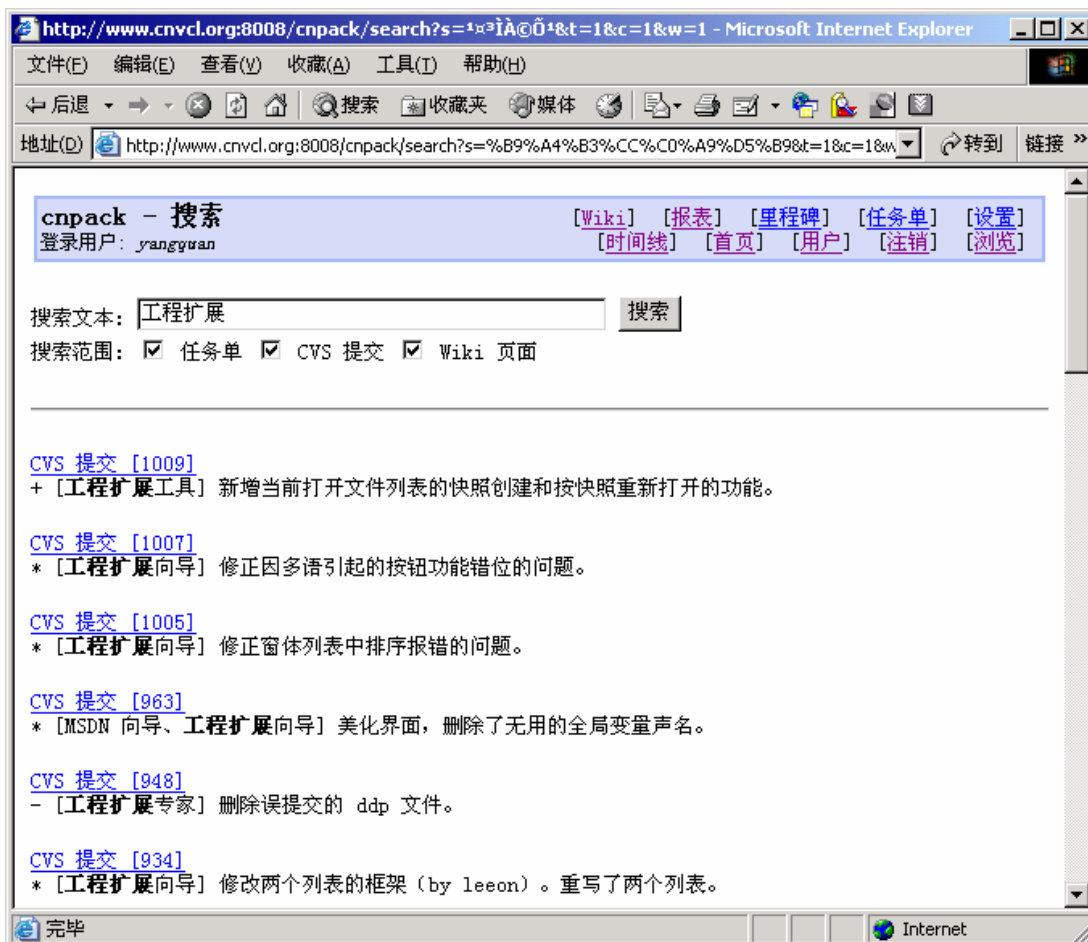 http://www.cnvcl.org:8008/cnpack/search?s=¹¤³ÌÀ©Õ¹&t=1&c=1&w=1 - Microsoft Internet Explorer
文件(F) 编辑(E) 查看(V) 收藏(A) 工具(T) 帮助(H)
后退 搜索 收藏夹 媒体
地址(D) http://www.cnvcl.org:8008/cnpack/search?s=%B9%A4%B3%CC%C0%A9%D5%B9&t=1&c=1&w 转到 链接 »
cnpack - 搜索 [Wiki] [报表] [里程碑] [任务单] [设置]
登录用户: yangyuan [时间线] [首页] [用户] [注销] [浏览]
搜索文本: 工程扩展 搜索
搜索范围: 任务单 CVS 提交 Wiki 页面
CVS 提交 [1009]
+ [工程扩展工具] 新增当前打开文件列表的快照创建和按快照重新打开的功能。
CVS 提交 [1007]
* [工程扩展向导] 修正因多语引起的按钮功能错位的问题。
CVS 提交 [1005]
* [工程扩展向导] 修正窗体列表中排序报错的问题。
CVS 提交 [963]
* [MSDN 向导、工程扩展向导] 美化界面，删除了无用的全局变量声名。
CVS 提交 [948]
- [工程扩展专家] 删除误提交的 ddp 文件。
CVS 提交 [934]
* [工程扩展向导] 修改两个列表的框架（by leeon）。重写了两个列表。
完毕 Internet